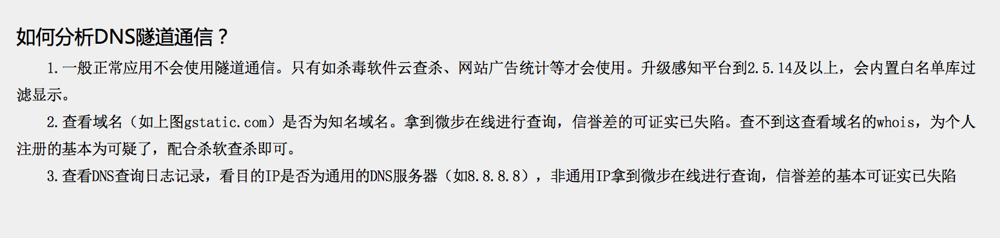 如何分析DNS隧道通信？
1.一般正常应用不会使用隧道通信。只有如杀毒软件云查杀、网站广告统计等才会使用。升级感知平台到2.5.14及以上，会内置白名单库过
滤显示。
2.查看域名（如上图gstatic.com）是否为知名域名。拿到微步在线进行查询，信誉差的可证实已失陷。查不到这查看域名的whois，为个人
注册的基本为可疑了，配合杀软查杀即可。
3.查看DNS查询日志记录，看目的IP是否为通用的DNS服务器（如8.8.8.8），非通用IP拿到微步在线进行查询，信誉差的基本可证实已失陷